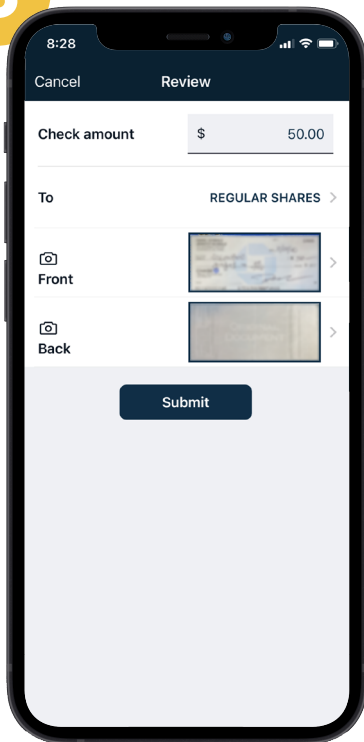 8:28
Cancel Review
Check amount $ 50.00
To REGULAR SHARES
Front
Back
Submit